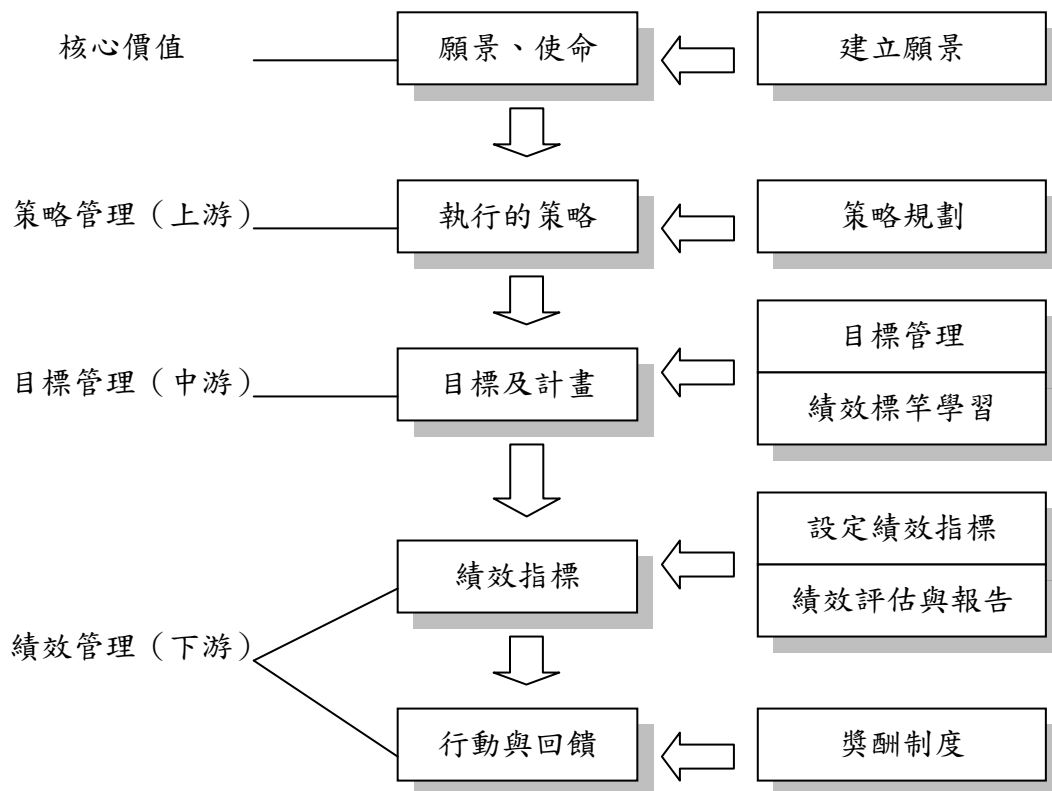 核心價值
願景、使命
建立願景
策略管理（上游）
執行的策略
策略規劃
目標管理（中游）
目標及計畫
目標管理
績效標竿學習
績效管理（下游）
績效指標
設定績效指標
績效評估與報告
行動與回饋
獎酬制度